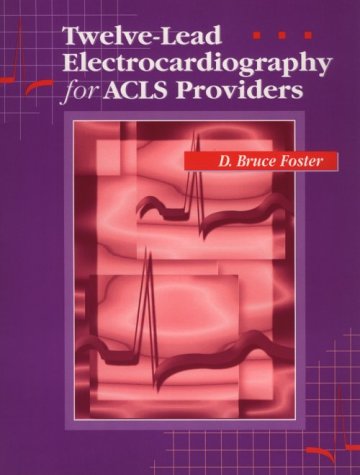 Twelve-Lead
Electrocardiography
for ACLS Providers
D. Bruce Foster